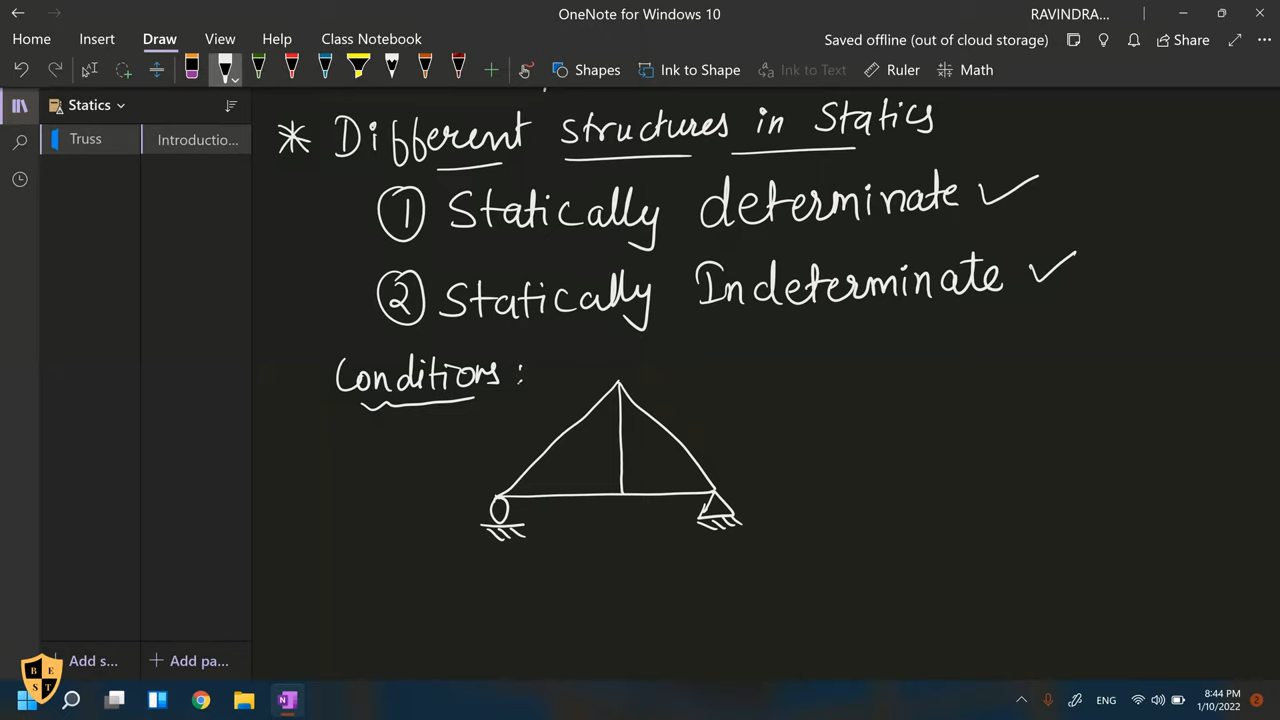 OneNote for Windows 10
RAVINDRA...
Home Insert Draw View Help Class Notebook
Saved offline (out of cloud storage) Share
Shapes Ink to Shape Ink to Text Ruler Math
Statics
Truss
Introductio...
* Different structures in Statics
① Statically determinate ✓
② Statically Indeterminate ✓
Conditions:
+ Add s...
+ Add pa...
BEST
N
ENG
8:44 PM
1/10/2022
2